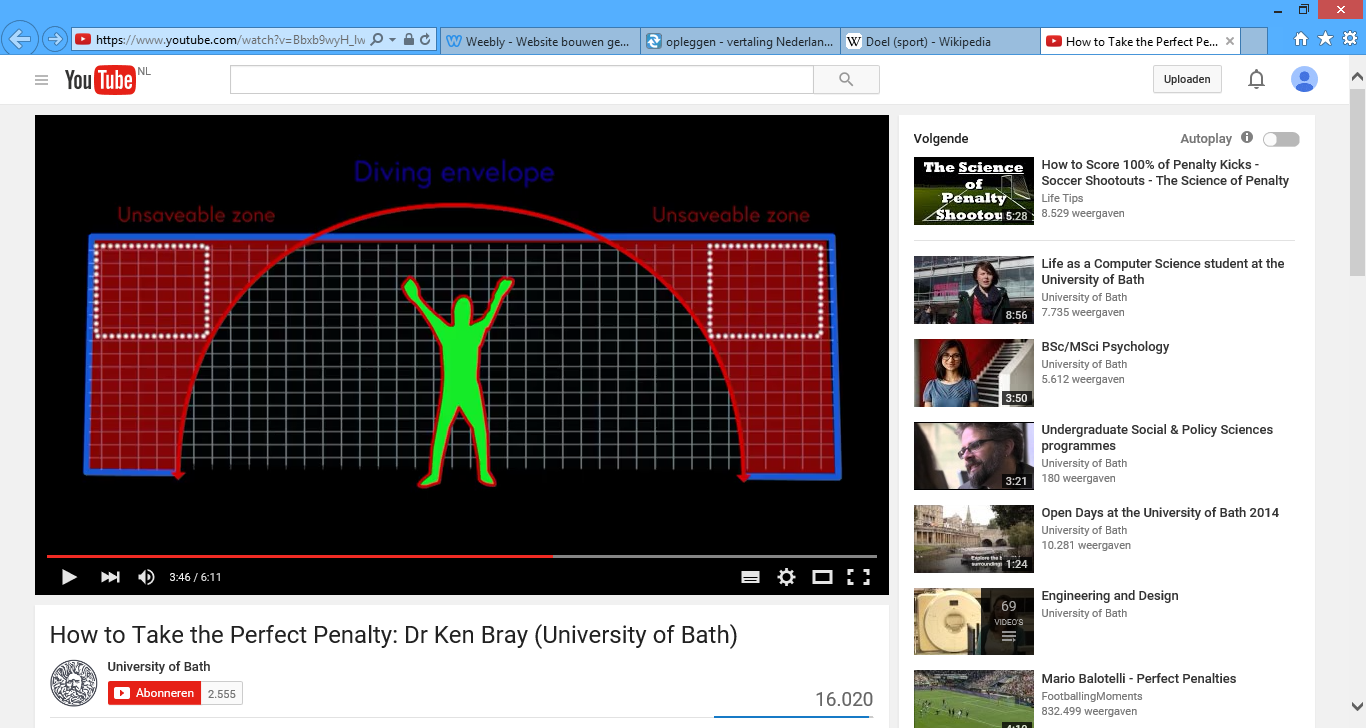 https://www.youtube.com/watch?v=Bbxb9wyH_lw
Weebly - Website bouwen ge...
opleggen - vertaling Nederlan...
W Doel (sport) - Wikipedia
How to Take the Perfect Pe...
YouTube NL
Uploaden
Diving envelope
Unsaveable zone
Unsaveable zone
3:46 / 6:11
How to Take the Perfect Penalty: Dr Ken Bray (University of Bath)
University of Bath
Abonneren 2.555
16.020
Volgende
Autoplay
The Science
of
Penalty
Shootou
5:28
How to Score 100% of Penalty Kicks -
Soccer Shootouts - The Science of Penalty
Life Tips
8.529 weergaven
8:56
Life as a Computer Science student at the
University of Bath
University of Bath
7.735 weergaven
3:50
BSc/MSci Psychology
University of Bath
5.612 weergaven
3:21
Undergraduate Social & Policy Sciences
programmes
University of Bath
180 weergaven
Explore the
surroundings
1:24
Open Days at the University of Bath 2014
University of Bath
10.281 weergaven
69
VIDEO'S
Engineering and Design
University of Bath
Mario Balotelli - Perfect Penalties
FootballingMoments
832.499 weergaven